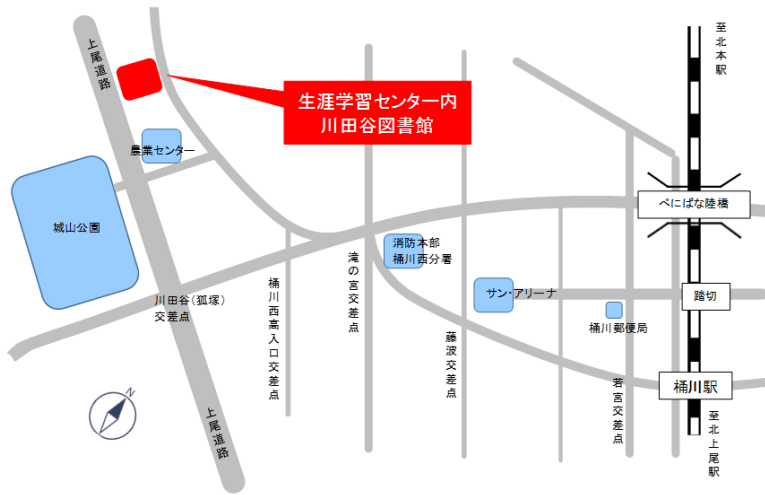 上尾道路
至北本駅
生涯学習センター内
川田谷図書館
農業センター
べにばな陸橋
城山公園
消防本部
桶川西分署
滝の宮交差点
桶川西高入口交差点
サン・アリーナ
踏切
川田谷(狐塚)
交差点
桶川郵便局
藤波交差点
若宮交差点
桶川駅
N
上尾道路
至北上尾駅